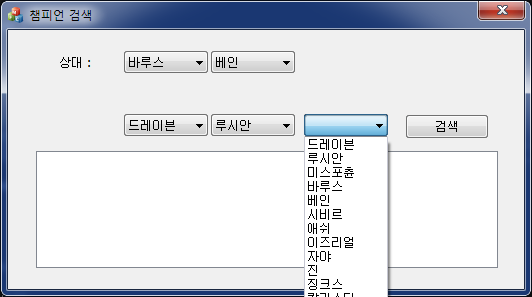 챔피언 검색
상대 : 바루스 베인
드레이븐 루시안 검색
드레이븐
루시안
미스포츈
바루스
베인
시비르
애쉬
이즈리얼
자야
진
징크스